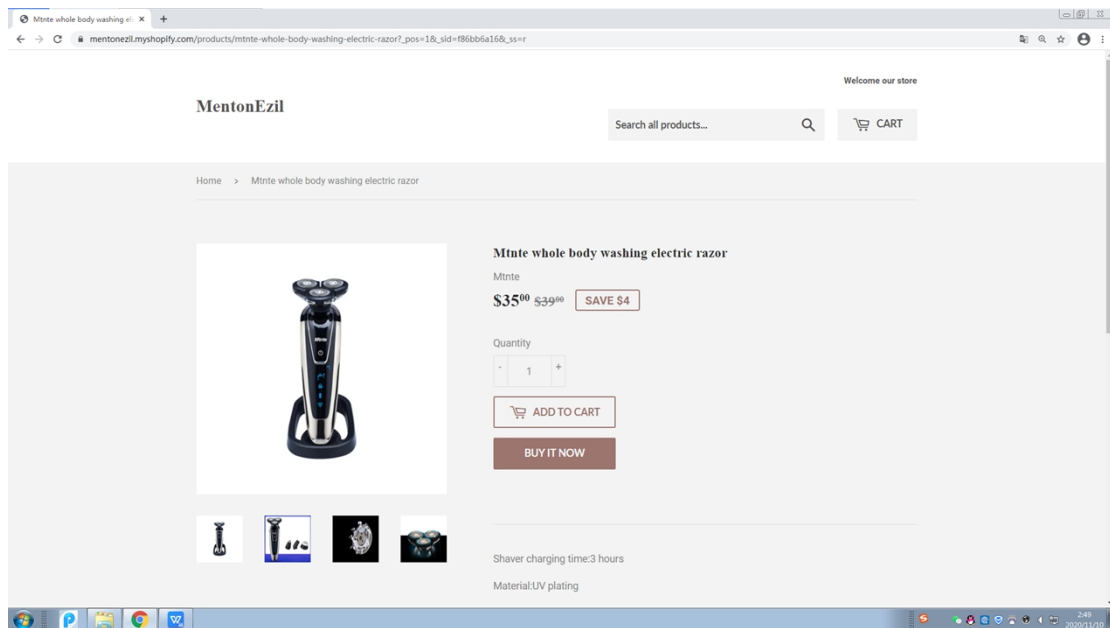 Mtnte whole body washing ele
mentonezil.myshopify.com/products/mtnte-whole-body-washing-electric-razor?_pos=1&_sid=f86bb6a16&_ss=r
Welcome our store
MentonEzil
Search all products...
CART
Home > Mtnte whole body washing electric razor
Mtnte whole body washing electric razor
Mtnte
$35⁰⁰ $39⁰⁰ SAVE $4
Quantity
- 1 +
ADD TO CART
BUY IT NOW
Shaver charging time:3 hours
Material:UV plating
2:49
2020/11/10